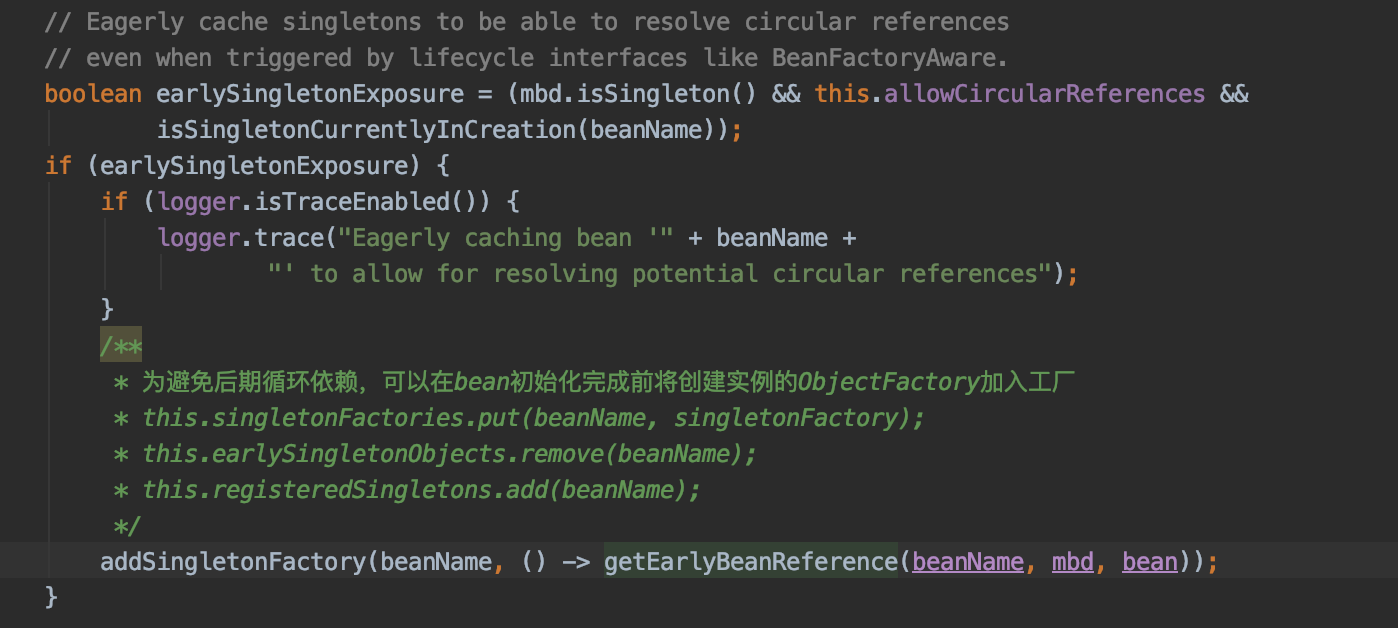 // Eagerly cache singletons to be able to resolve circular references
// even when triggered by lifecycle interfaces like BeanFactoryAware.
boolean earlySingletonExposure = (mbd.isSingleton() && this.allowCircularReferences &&
isSingletonCurrentlyInCreation(beanName));
if (earlySingletonExposure) {
if (logger.isTraceEnabled()) {
logger.trace("Eagerly caching bean '" + beanName +
"' to allow for resolving potential circular references");
}
/**
* 为避免后期循环依赖，可以在bean初始化完成前将创建实例的ObjectFactory加入工厂
* this.singletonFactories.put(beanName, singletonFactory);
* this.earlySingletonObjects.remove(beanName);
* this.registeredSingletons.add(beanName);
*/
addSingletonFactory(beanName, () -> getEarlyBeanReference(beanName, mbd, bean));
}